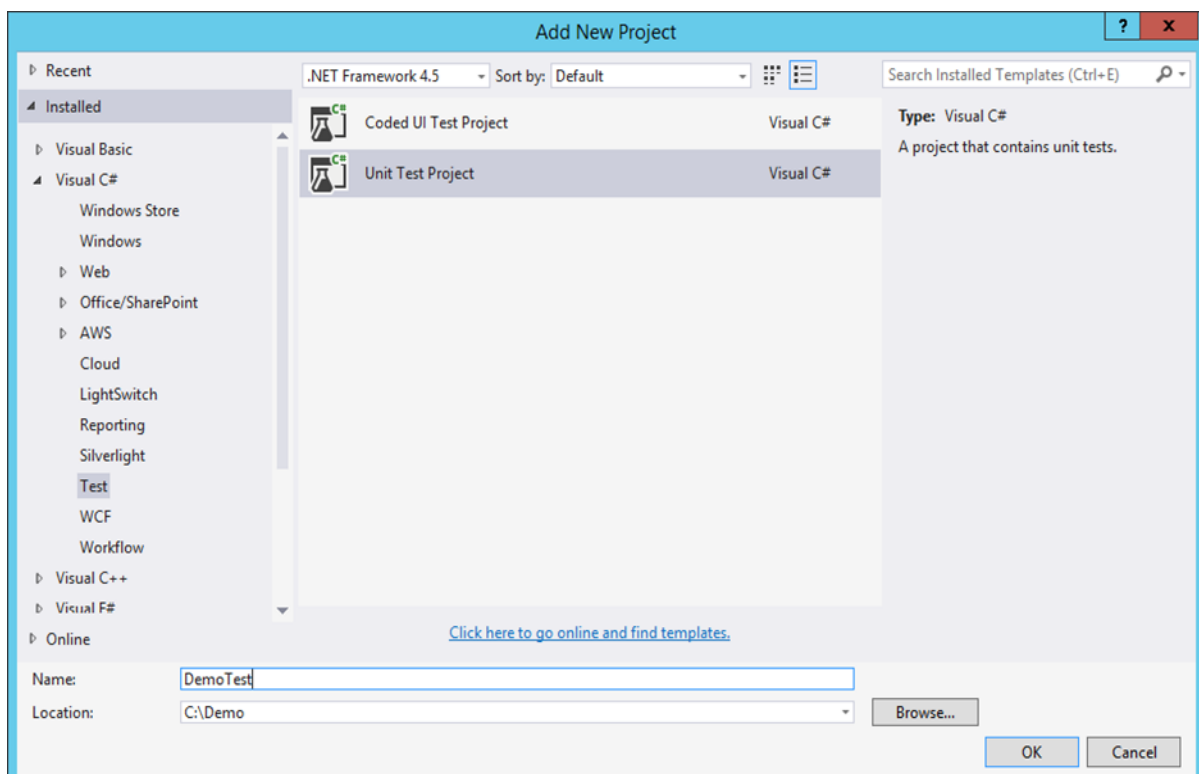 Add New Project
? x
Recent
Installed
Visual Basic
Visual C#
Windows Store
Windows
Web
Office/SharePoint
AWS
Cloud
LightSwitch
Reporting
Silverlight
Test
WCF
Workflow
Visual C++
Visual F#
Online
.NET Framework 4.5 Sort by: Default
C# Coded UI Test Project Visual C#
C# Unit Test Project Visual C#
Click here to go online and find templates.
Search Installed Templates (Ctrl+E)
Type: Visual C#
A project that contains unit tests.
Name: DemoTest
Location: C:\Demo Browse...
OK Cancel